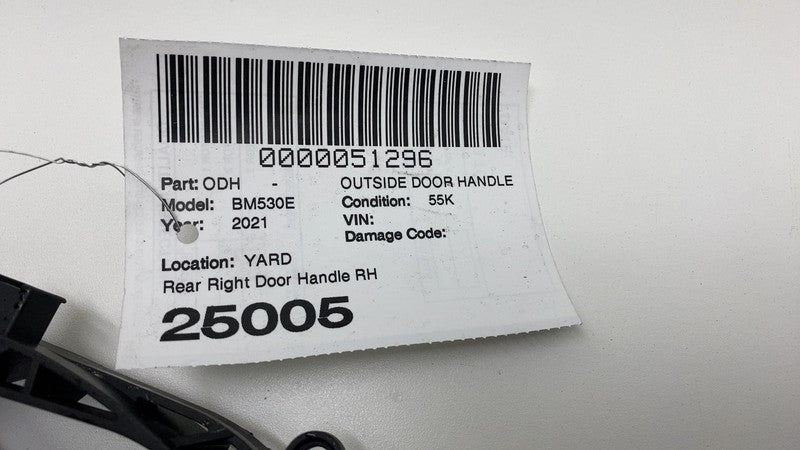 0000051296
Part: ODH - OUTSIDE DOOR HANDLE
Model: BM530E Condition: 55K
Year: 2021 VIN:
Damage Code:
Location: YARD
Rear Right Door Handle RH
25005